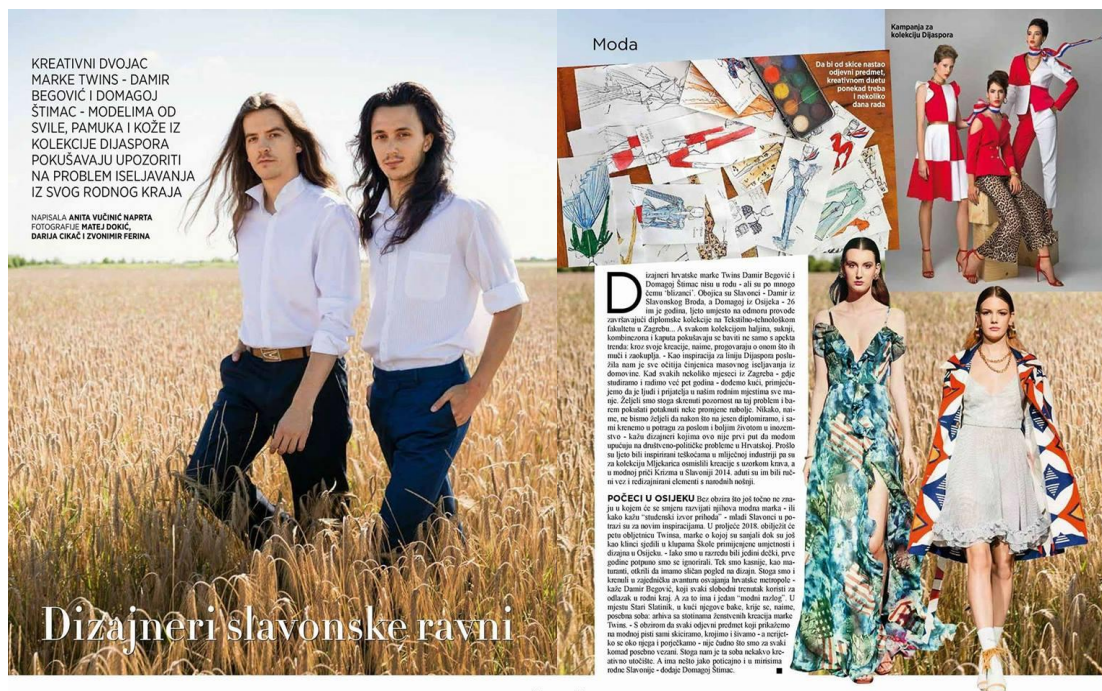 KREATIVNI DVOJAC
MARKE TWINS - DAMIR
BEGOVIĆ I DOMAGOJ
ŠTIMAC - MODELIMA OD
SVILE, PAMUKA I KOŽE IZ
KOLEKCIJE DIJASPORA
POKUŠAVAJU UPOZORITI
NA PROBLEM ISELJAVANJA
IZ SVOG RODNOG KRAJA
NAPISALA ANITA VUČINIĆ NAPRTA
FOTOGRAFIJE MATEJ DOKIĆ,
DARIJA CIKAČ I ZVONIMIR FERINA
Dizajneri slavonske ravni
Moda
Da bi od skice nastao
odjevni predmet,
kreativnom duetu
ponekad treba
i nekoliko
dana rada
Kampanja za
kolekciju Dijaspora
Dizajneri hrvatske marke Twins Damir Begović i
Domagoj Štimac nisu u rodu - ali su po mnogo
čemu 'blizanci'. Obojica su Slavonci - Damir iz
Slavonskog Broda, a Domagoj iz Osijeka - 26
im je godina, ljeto umjesto na odmoru provode
završavajući diplomske kolekcije na Tekstilno-tehnološkom
fakultetu u Zagrebu... A svakom kolekcijom haljina, suknji,
kombinezona i kaputa pokušavaju se baviti ne samo s apekta
trenda: kroz svoje kreacije, naime, progovaraju o onom što ih
muči i zaokuplja. - Kao inspiracija za liniju Dijaspora poslu-
žila nam je sve očitija činjenica masovnog iseljavanja iz
domovine. Kad svakih nekoliko mjeseci iz Zagreba - gdje
studiramo i radimo već pet godina - dođemo kući, primjeću-
jemo da je ljudi i prijatelja u našim rodnim mjestima sve ma-
nje. Željeli smo stoga skrenuti pozornost na taj problem i ba-
rem pokušati potaknuti neke promjene nabolje. Nikako, nai-
me, ne bismo željeli da nakon što na jesen diplomiramo, i sa-
mi krenemo u potragu za poslom i boljim životom u inozem-
stvo - kažu dizajneri kojima ovo nije prvi put da modom
upućuju na društveno-političke probleme u Hrvatskoj. Prošlo
su ljeto bili inspirirani teškoćama u mliječnoj industriji pa su
za kolekciju Mljekarica osmislili kreacije s uzorkom krava, a
u modnoj priči Krizma u Slavoniji 2014. aduti su im bili ruč-
ni vez i redizajnirani elementi s narodnih nošnji.
POČECI U OSIJEKU Bez obzira što još točno ne zna-
ju u kojem će se smjeru razvijati njihova modna marka - ili
kako kažu "studenski izvor prihoda" - mladi Slavonci u po-
trazi su za novim inspiracijama. U proljeće 2018. obilježit će
petu obljetnicu Twinsa, marke o kojoj su sanjali dok su još
kao klinci sjedili u klupama Škole primijenjene umjetnosti i
dizajna u Osijeku. - Iako smo u razredu bili jedini dečki, prve
godine potpuno smo se ignorirali. Tek smo kasnije, kao ma-
turanti, otkrili da imamo sličan pogled na dizajn. Stoga smo i
krenuli u zajedničku avanturu osvajanja hrvatske metropole -
kaže Damir Begović, koji svaki slobodni trenutak koristi za
odlazak u rodni kraj. A za to ima i jedan "modni razlog". U
mjestu Stari Slatinik, u kući njegove bake, krije se, naime,
posebna soba: arhiva sa stotinama ženstvenih kreacija marke
Twins. - S obzirom da svaki odjevni predmet koji prikažemo
na modnoj pisti sami skiciramo, krojimo i šivamo - a nerijet-
ko se oko njega i porječkamo - nije čudno što smo za svaki
komad posebno vezani. Stoga nam je ta soba nekakvo kre-
ativno utočište. A ima nešto jako poticajno i u mirisima
rodne Slavonije - dodaje Domagoj Štimac.